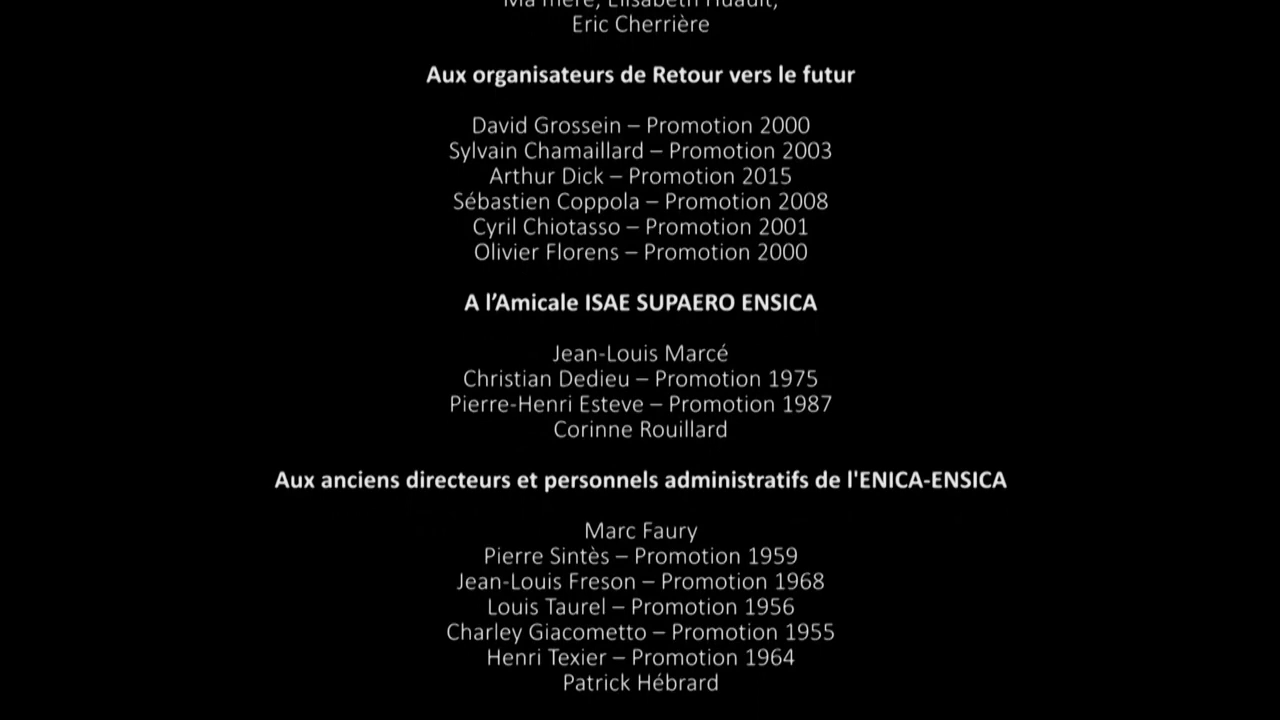 Ma mère, Elisabeth Huault,
Eric Cherrière
Aux organisateurs de Retour vers le futur
David Grossein – Promotion 2000
Sylvain Chamaillard – Promotion 2003
Arthur Dick – Promotion 2015
Sébastien Coppola – Promotion 2008
Cyril Chiotasso – Promotion 2001
Olivier Florens – Promotion 2000
A l’Amicale ISAE SUPAERO ENSICA
Jean-Louis Marcé
Christian Dedieu – Promotion 1975
Pierre-Henri Esteve – Promotion 1987
Corinne Rouillard
Aux anciens directeurs et personnels administratifs de l'ENICA-ENSICA
Marc Faury
Pierre Sintès – Promotion 1959
Jean-Louis Freson – Promotion 1968
Louis Taurel – Promotion 1956
Charley Giacometto – Promotion 1955
Henri Texier – Promotion 1964
Patrick Hébrard